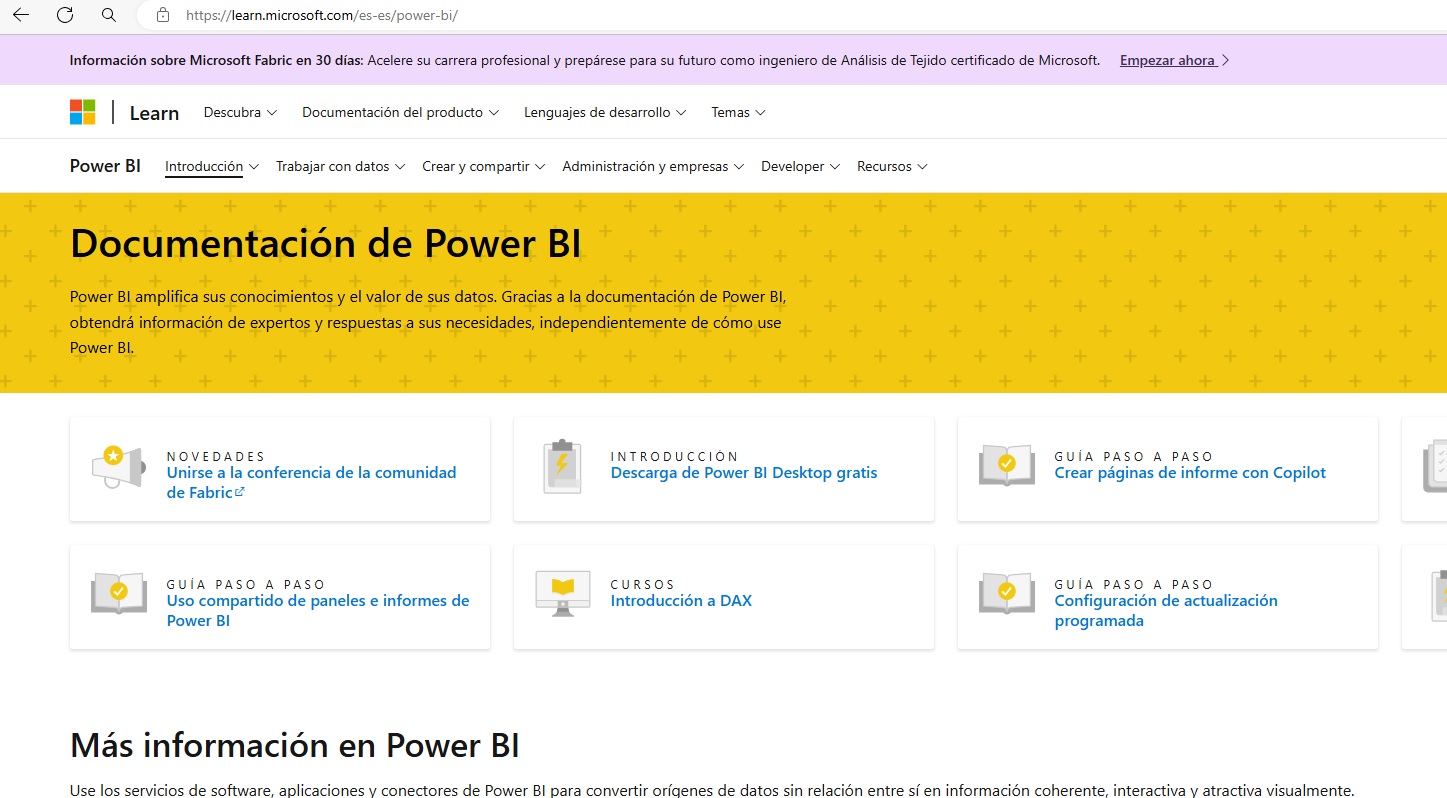 https://learn.microsoft.com/es-es/power-bi/
Información sobre Microsoft Fabric en 30 días: Acelere su carrera profesional y prepárese para su futuro como ingeniero de Análisis de Tejido certificado de Microsoft. Empezar ahora
Learn Descubra Documentación del producto Lenguajes de desarrollo Temas
Power BI Introducción Trabajar con datos Crear y compartir Administración y empresas Developer Recursos
Documentación de Power BI
Power BI amplifica sus conocimientos y el valor de sus datos. Gracias a la documentación de Power BI,
obtendrá información de expertos y respuestas a sus necesidades, independientemente de cómo use
Power BI.
NOVEDADES
Unirse a la conferencia de la comunidad
de Fabric
INTRODUCCIÓN
Descarga de Power BI Desktop gratis
GUÍA PASO A PASO
Crear páginas de informe con Copilot
GUÍA PASO A PASO
Uso compartido de paneles e informes de
Power BI
CURSOS
Introducción a DAX
GUÍA PASO A PASO
Configuración de actualización
programada
Más información en Power BI
Use los servicios de software, aplicaciones y conectores de Power BI para convertir orígenes de datos sin relación entre sí en información coherente, interactiva y atractiva visualmente.